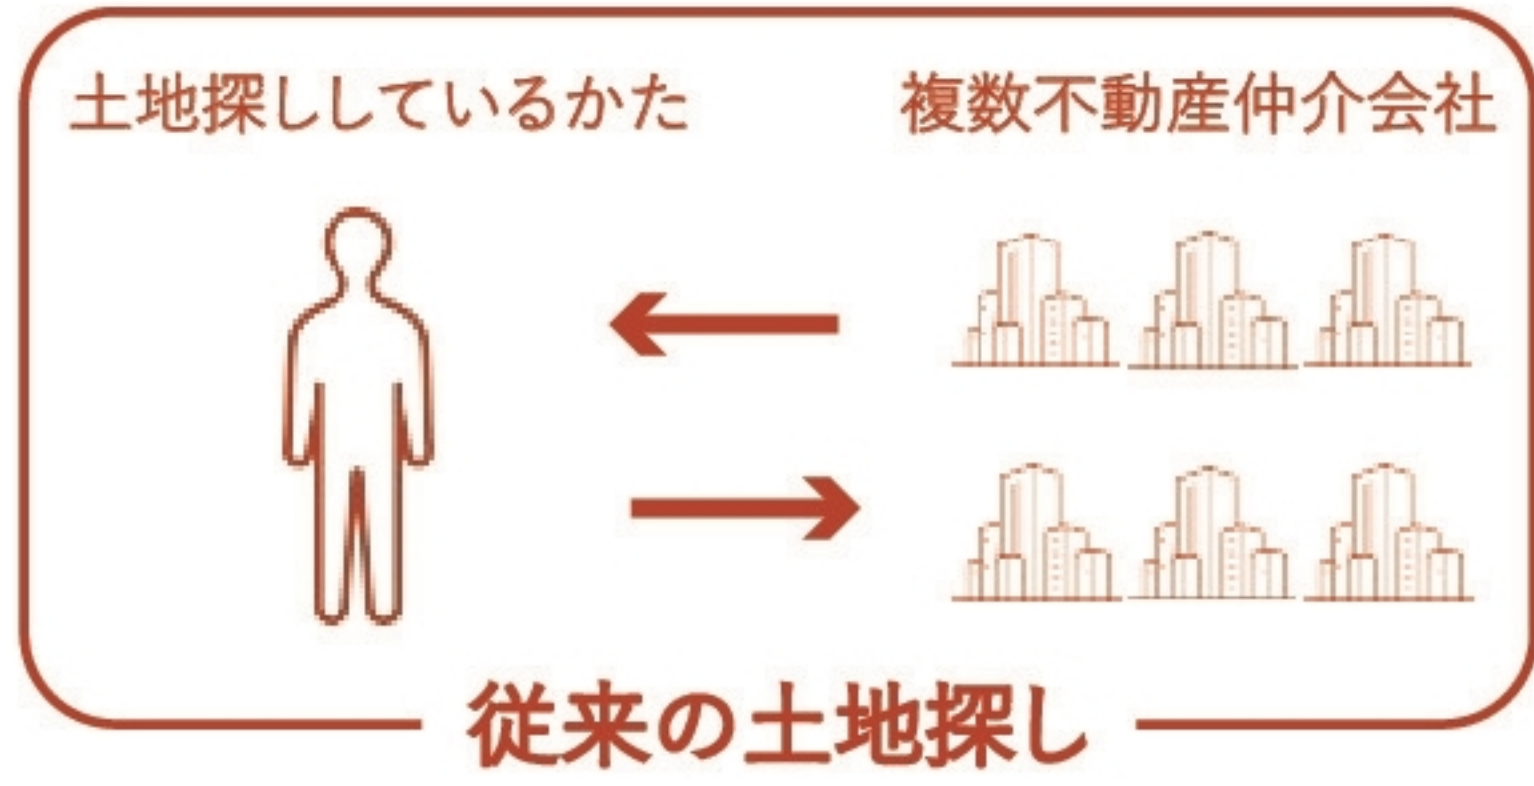 土地探ししているかた
複数不動産仲介会社
従来の土地探し